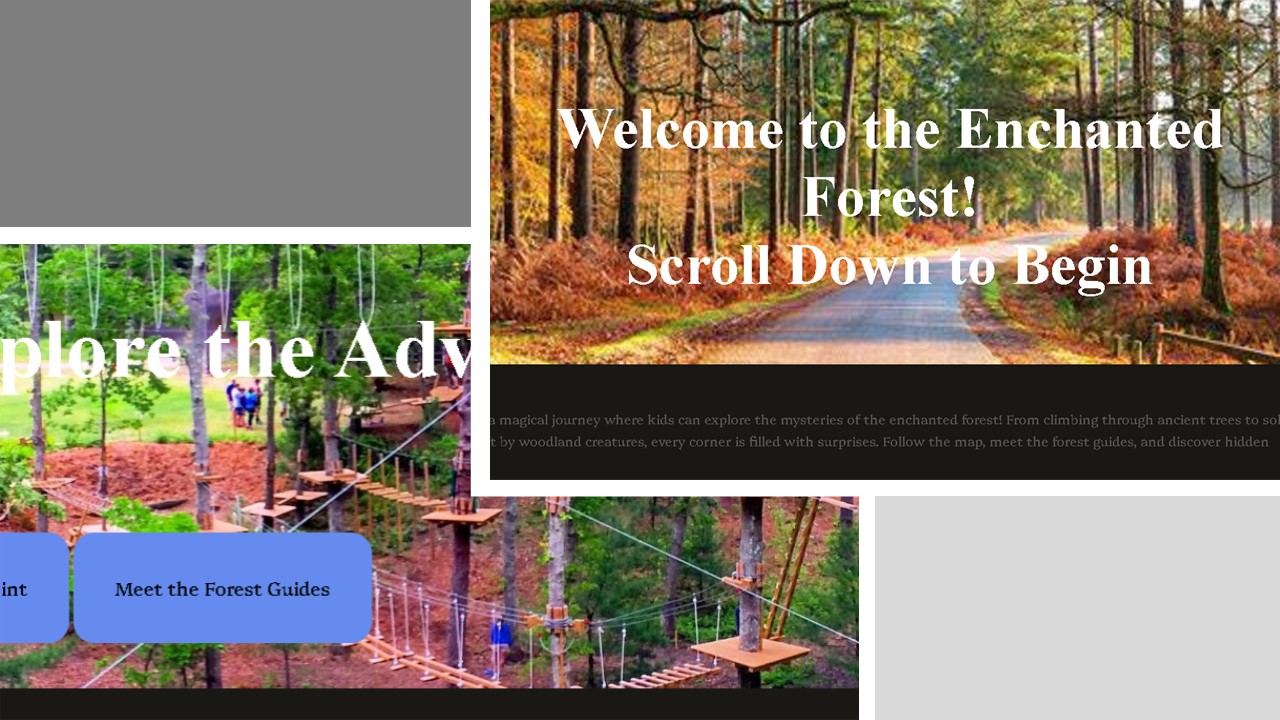 Welcome to the Enchanted
Forest!
Scroll Down to Begin
a magical journey where kids can explore the mysteries of the enchanted forest! From climbing through ancient trees to sol
t by woodland creatures, every corner is filled with surprises. Follow the map, meet the forest guides, and discover hidden
plore the Adv
int
Meet the Forest Guides